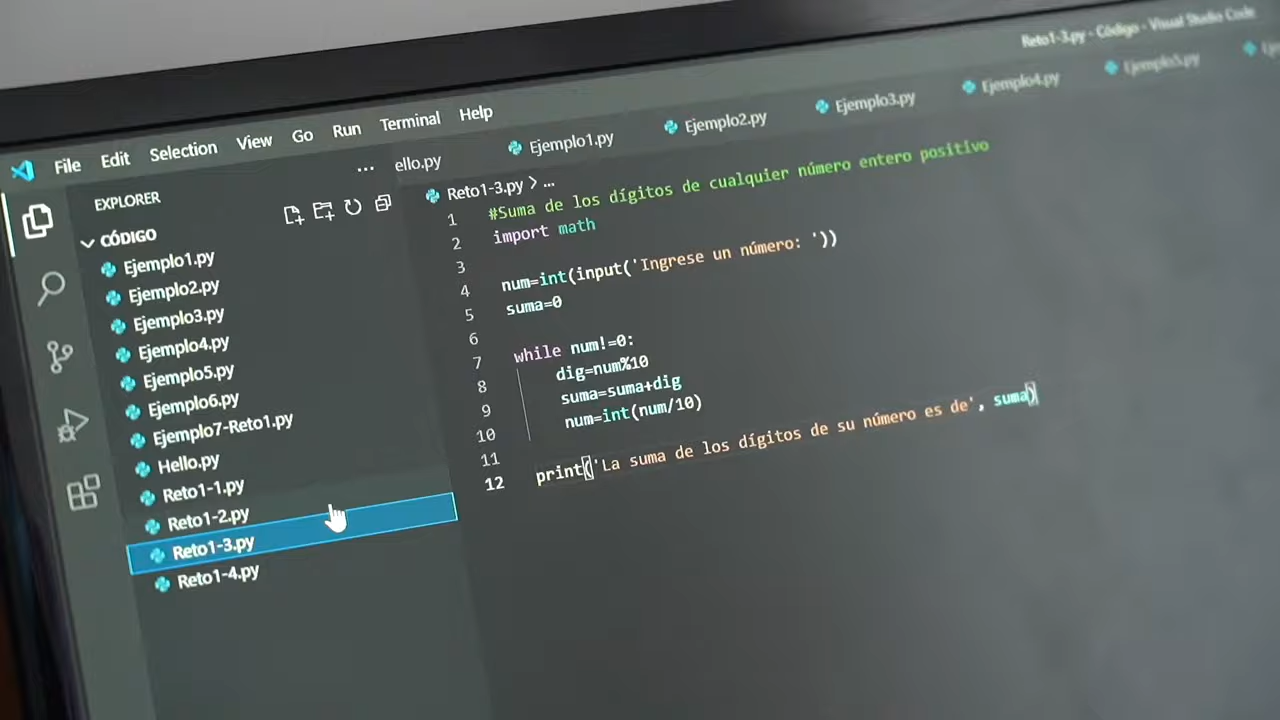 Reto1-3.py - Código - Visual Studio Code
File Edit Selection View Go Run Terminal Help
EXPLORER
...
ello.py
Ejemplo1.py
Ejemplo2.py
Ejemplo3.py
Ejemplo4.py
Ejemplo5.py
CÓDIGO
Ejemplo1.py
Ejemplo2.py
Ejemplo3.py
Ejemplo4.py
Ejemplo5.py
Ejemplo6.py
Ejemplo7-Reto1.py
Hello.py
Reto1-1.py
Reto1-2.py
Reto1-3.py
Reto1-4.py
Reto1-3.py > ...
1 #Suma de los dígitos de cualquier número entero positivo
2 import math
3
4 num=int(input('Ingrese un número: '))
5 suma=0
6
7 while num!=0:
8 dig=num%10
9 suma=suma+dig
10 num=int(num/10)
11
12 print('La suma de los dígitos de su número es de', suma)